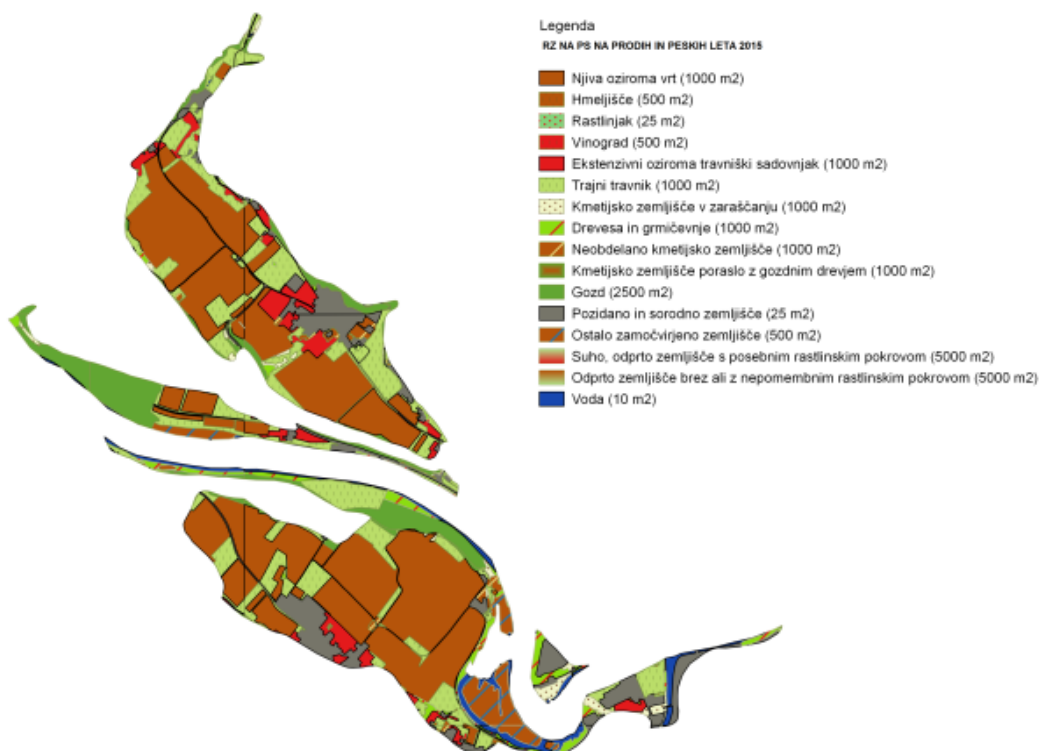 Legenda
RZ NA PS NA PRODIH IN PESKIH LETA 2015
Njiva oziroma vrt (1000 m2)
Hmeljišče (500 m2)
Rastlinjak (25 m2)
Vinograd (500 m2)
Ekstenzivni oziroma travniški sadovnjak (1000 m2)
Trajni travnik (1000 m2)
Kmetijsko zemljišče v zaraščanju (1000 m2)
Drevesa in grmičevnje (1000 m2)
Neobdelano kmetijsko zemljišče (1000 m2)
Kmetijsko zemljišče poraslo z gozdnim drevjem (1000 m2)
Gozd (2500 m2)
Pozidano in sorodno zemljišče (25 m2)
Ostalo zamočvirjeno zemljišče (500 m2)
Suho, odprto zemljišče s posebnim rastlinskim pokrovom (5000 m2)
Odprto zemljišče brez ali z nepomembnim rastlinskim pokrovom (5000 m2)
Voda (10 m2)